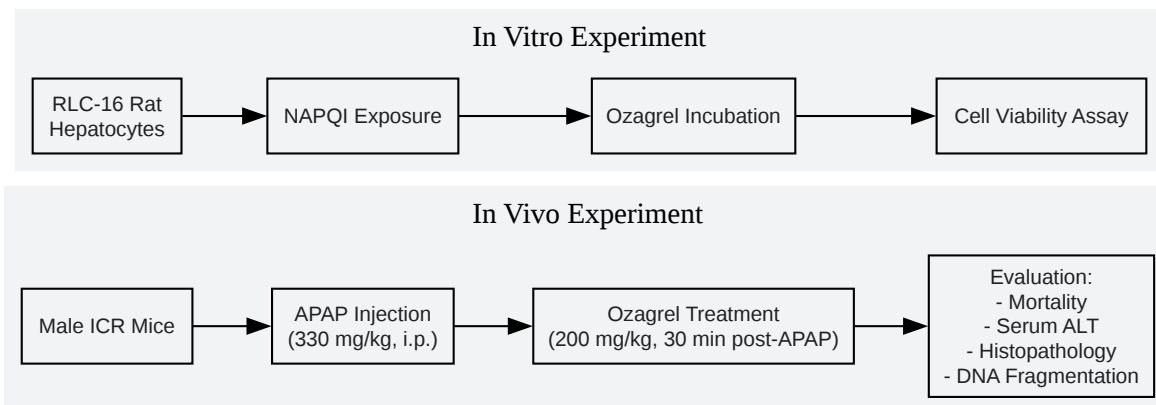 In Vitro Experiment
RLC-16 Rat
Hepatocytes
NAPQI Exposure
Ozagrel Incubation
Cell Viability Assay
In Vivo Experiment
Male ICR Mice
APAP Injection
(330 mg/kg, i.p.)
Ozagrel Treatment
(200 mg/kg, 30 min post-APAP)
Evaluation:
- Mortality
- Serum ALT
- Histopathology
- DNA Fragmentation